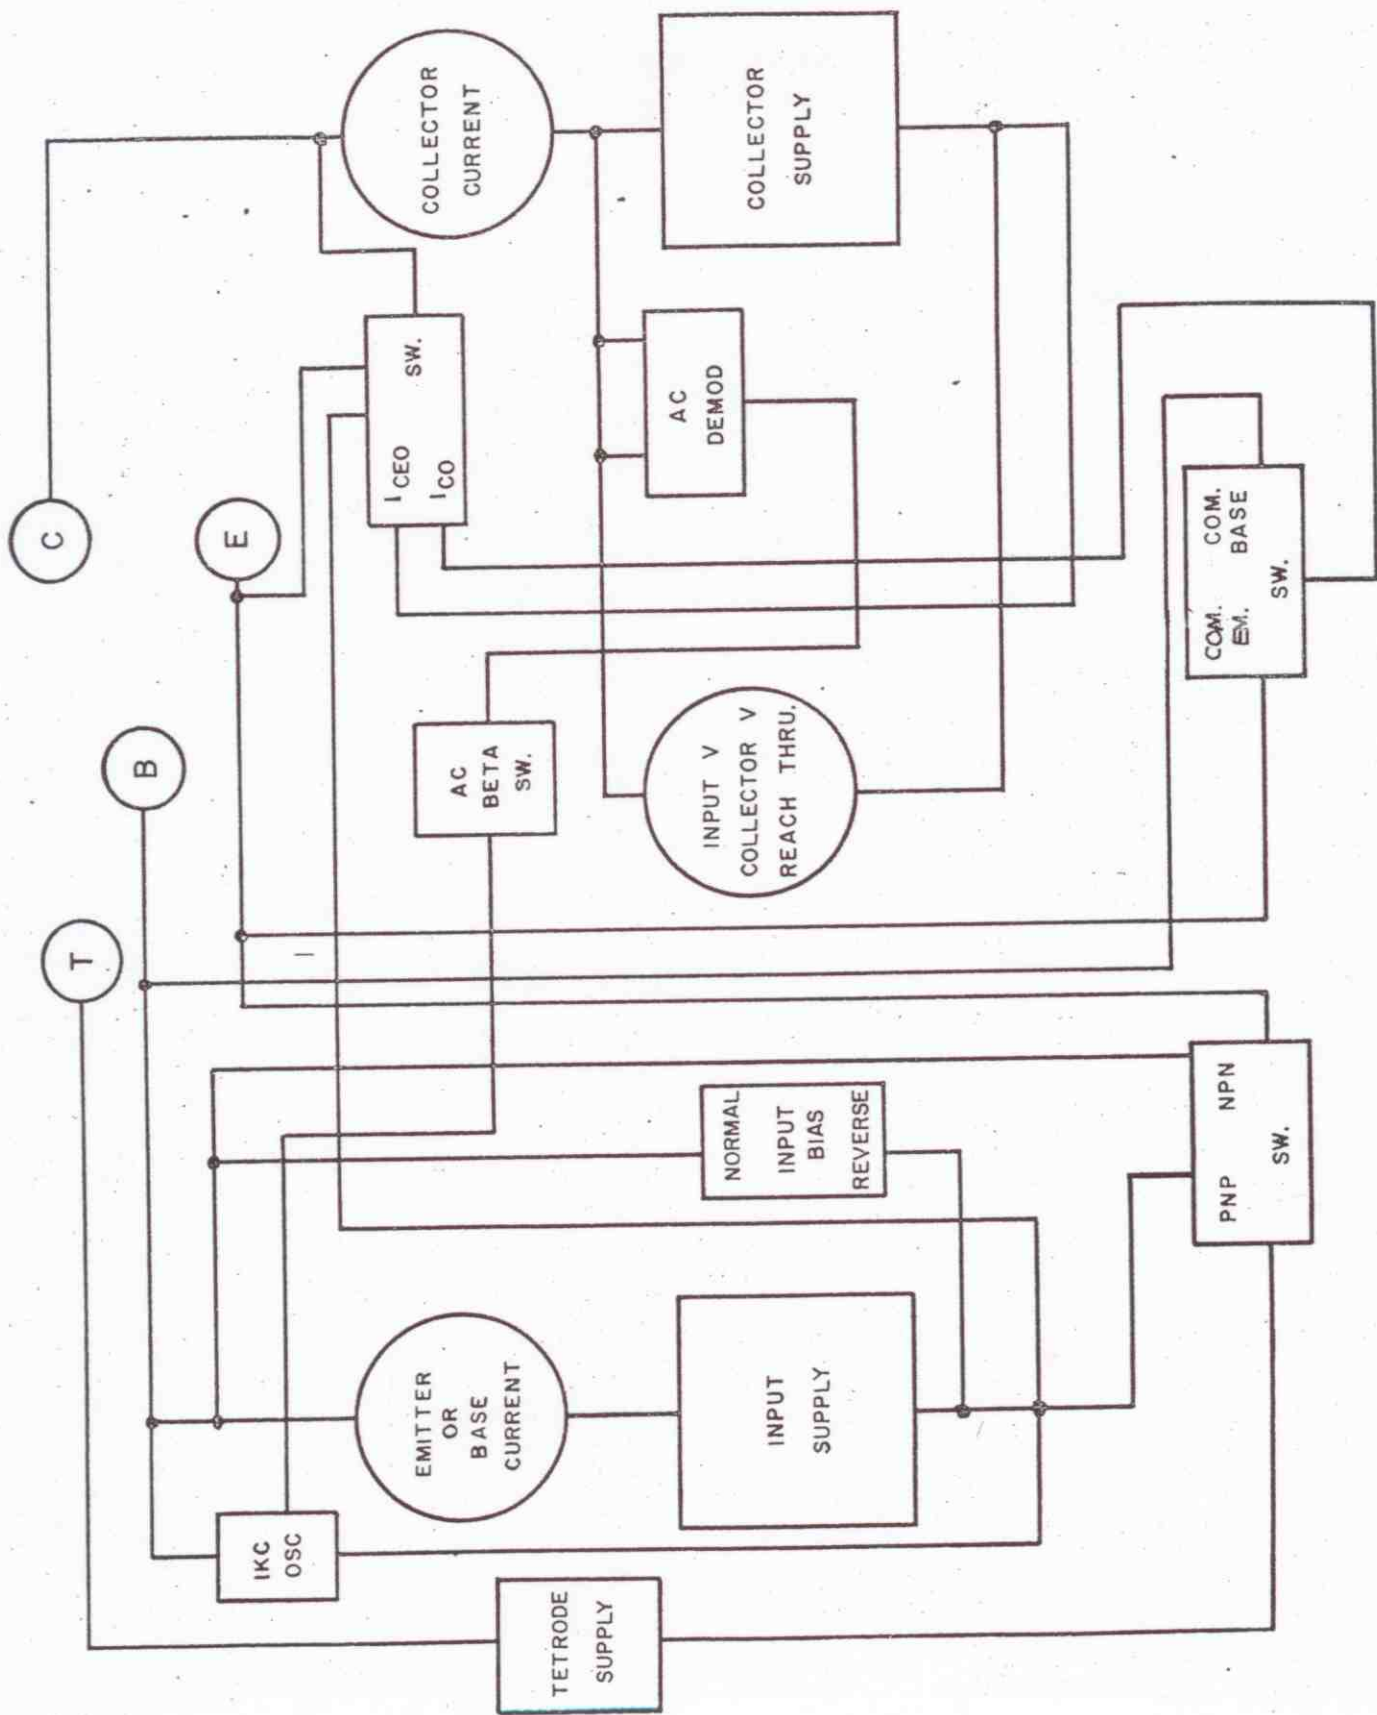 T
B
E
C
IKC
OSC
TETRODE
SUPPLY
EMITTER
OR
BASE
CURRENT
INPUT
SUPPLY
NORMAL
INPUT
BIAS
REVERSE
PNP NPN
SW.
AC
BETA
SW.
INPUT V
COLLECTOR V
REACH THRU.
ICEO SW.
ICO
AC
DEMOD
COLLECTOR
CURRENT
COLLECTOR
SUPPLY
COM. COM.
EM. BASE
SW.